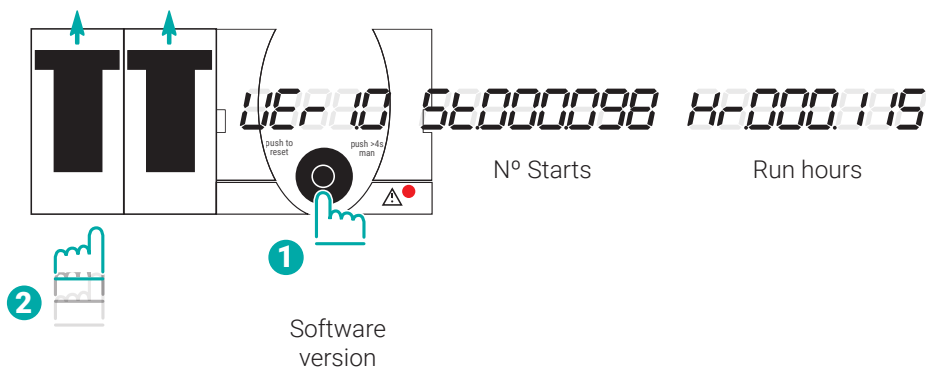 VEr 1.0 St.000.098 Hr.000.115
push to
reset
push >4s
man
Nº Starts Run hours
1
2
Software
version